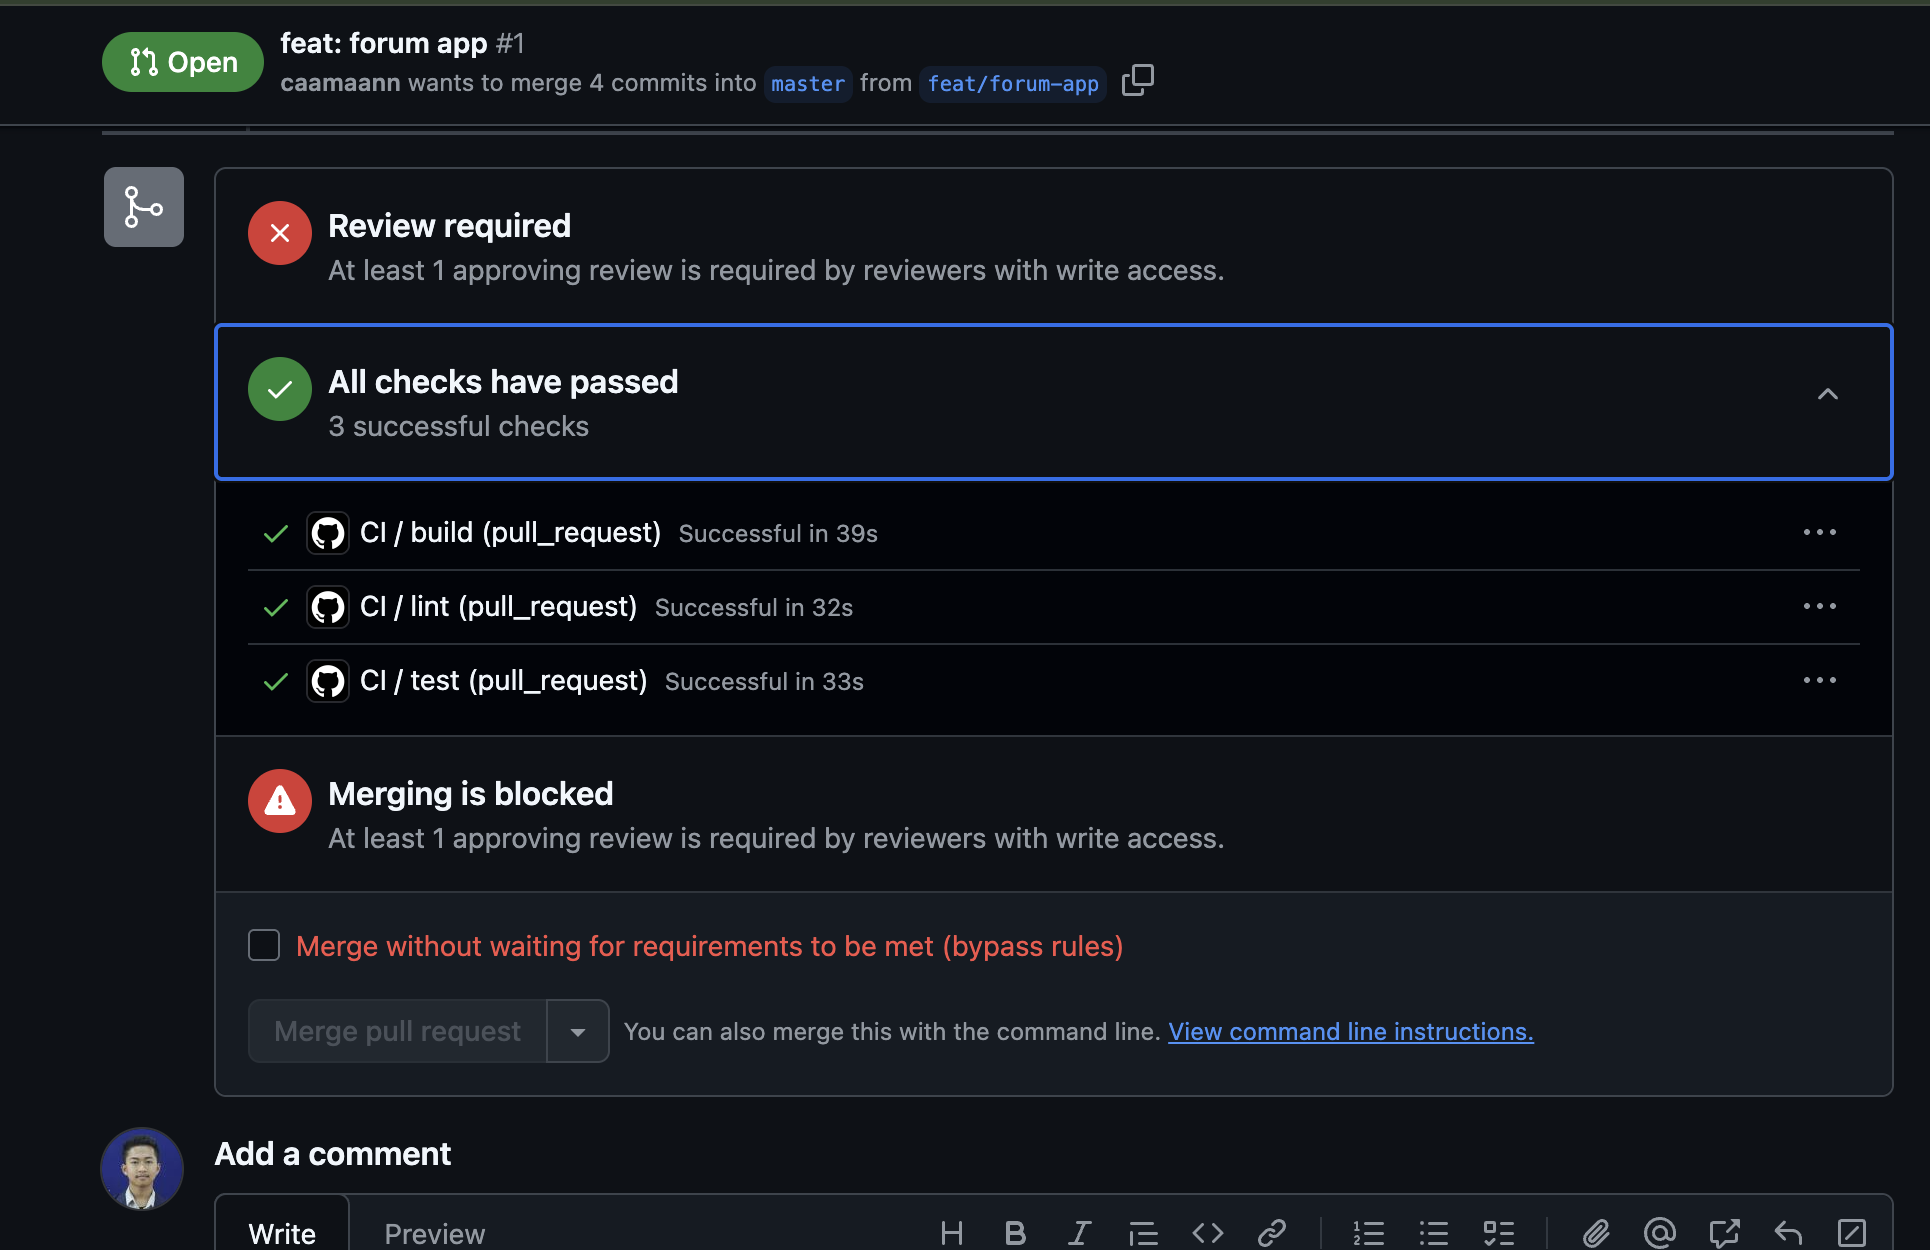 Open
feat: forum app #1
caamaann wants to merge 4 commits into master from feat/forum-app
Review required
At least 1 approving review is required by reviewers with write access.
All checks have passed
3 successful checks
CI / build (pull_request) Successful in 39s
CI / lint (pull_request) Successful in 32s
CI / test (pull_request) Successful in 33s
Merging is blocked
At least 1 approving review is required by reviewers with write access.
Merge without waiting for requirements to be met (bypass rules)
Merge pull request
You can also merge this with the command line. View command line instructions.
Add a comment
Write
Preview